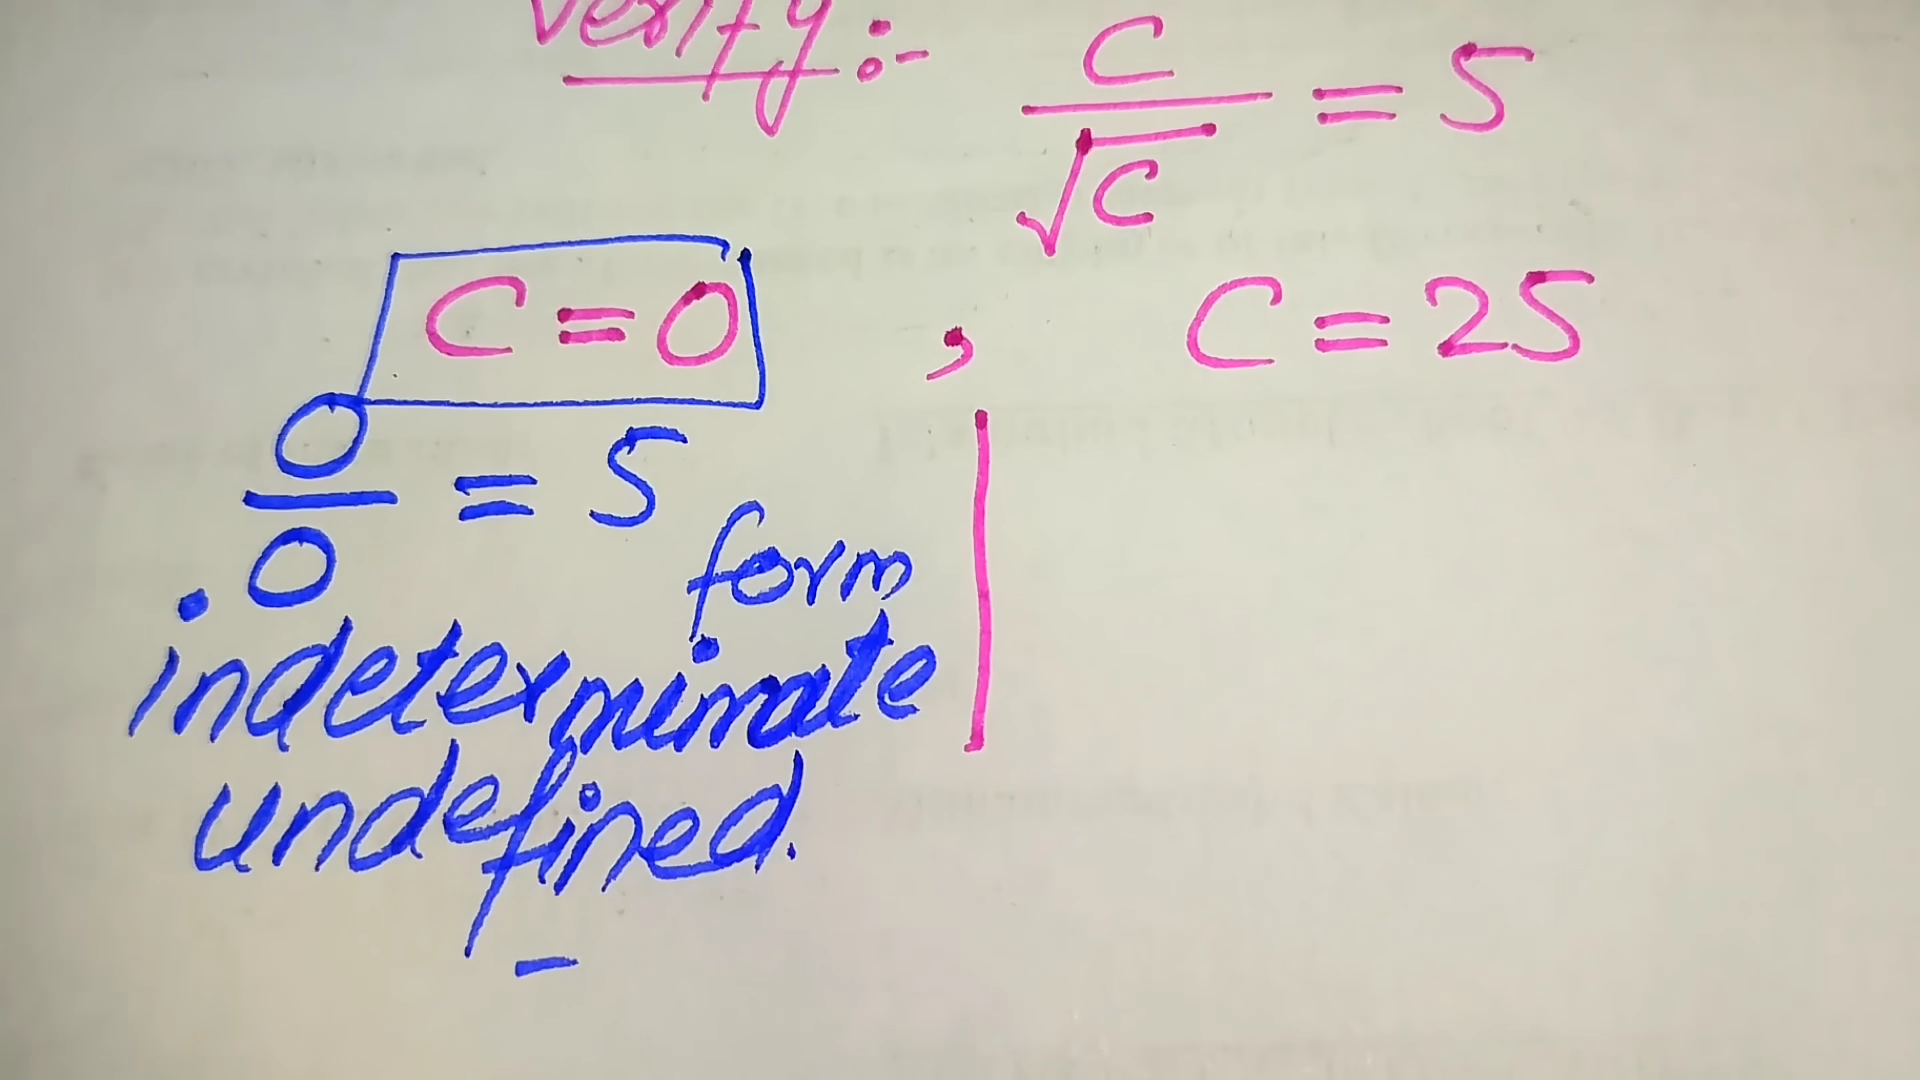 Verify :-
C/√C = 5
C = 0 , C = 25
0/0 = 5
form
indeterminate
undefined.